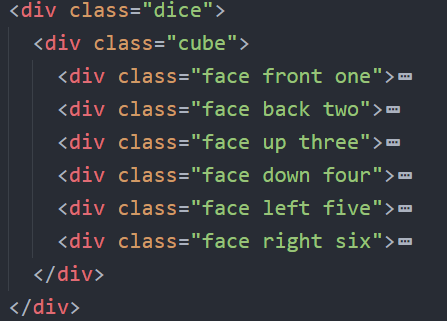 <div class="dice">
<div class="cube">
<div class="face front one">⋯
<div class="face back two">⋯
<div class="face up three">⋯
<div class="face down four">⋯
<div class="face left five">⋯
<div class="face right six">⋯
</div>
</div>